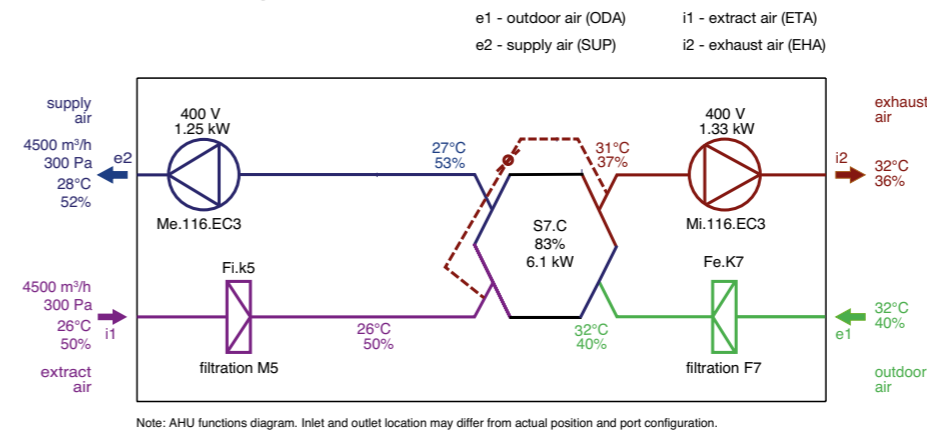 e1 - outdoor air (ODA)
i1 - extract air (ETA)
e2 - supply air (SUP)
i2 - exhaust air (EHA)
supply
air
4500 m³/h
300 Pa
e2
28°C
52%
400 V
1.25 kW
Me.116.EC3
27°C
53%
31°C
37%
400 V
1.33 kW
Mi.116.EC3
exhaust
air
i2
32°C
36%
S7.C
83%
6.1 kW
4500 m³/h
300 Pa
26°C
50%
i1
extract
air
Fi.k5
filtration M5
26°C
50%
32°C
40%
Fe.K7
filtration F7
32°C
40%
e1
outdoor
air
Note: AHU functions diagram. Inlet and outlet location may differ from actual position and port configuration.